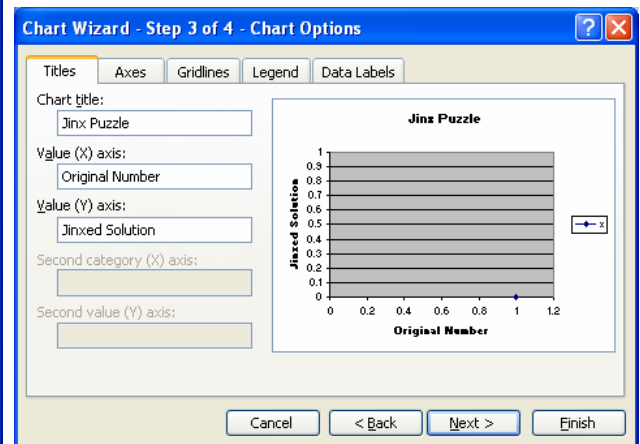 Chart Wizard - Step 3 of 4 - Chart Options
Titles Axes Gridlines Legend Data Labels
Chart title:
Jinx Puzzle
Value (X) axis:
Original Number
Value (Y) axis:
Jinxed Solution
Second category (X) axis:
Second value (Y) axis:
Jinx Puzzle
Jinxed Solution
1
0.9
0.8
0.7
0.6
0.5
0.4
0.3
0.2
0.1
0
0 0.2 0.4 0.6 0.8 1 1.2
Original Number
x
Cancel < Back Next > Finish